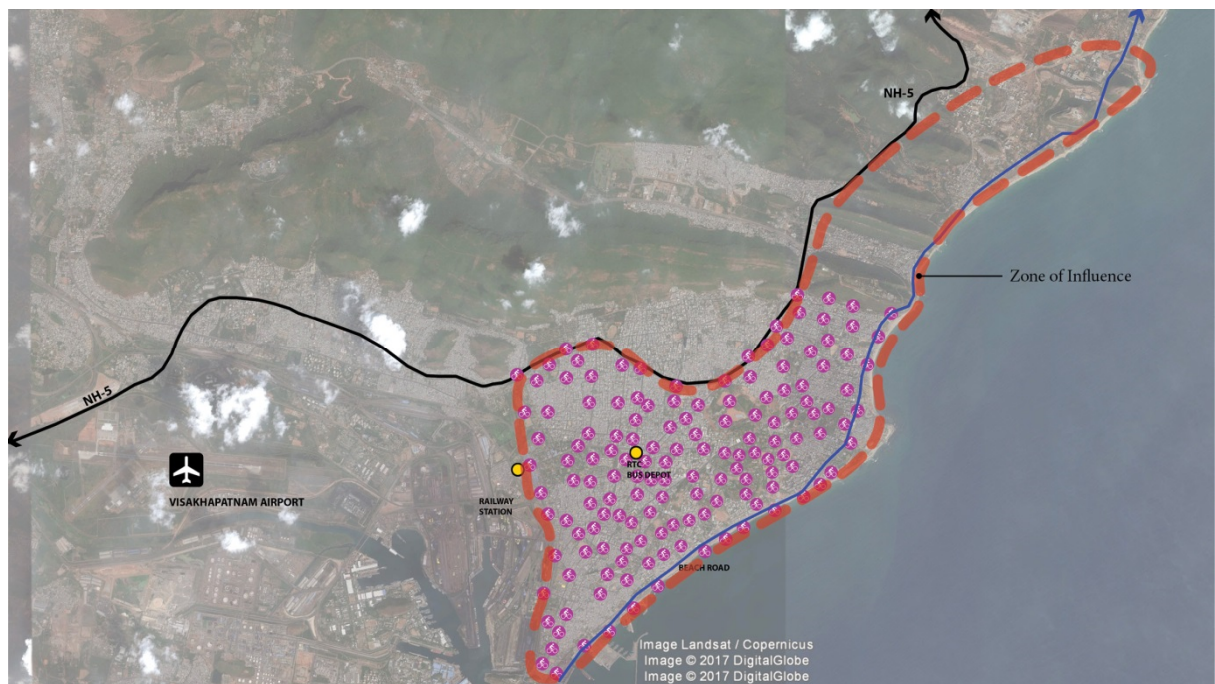 NH-5
Zone of Influence
NH-5
RTC
BUS DEPOT
VISAKHAPATNAM AIRPORT
RAILWAY
STATION
BEACH ROAD
Image Landsat / Copernicus
Image © 2017 DigitalGlobe
Image © 2017 DigitalGlobe